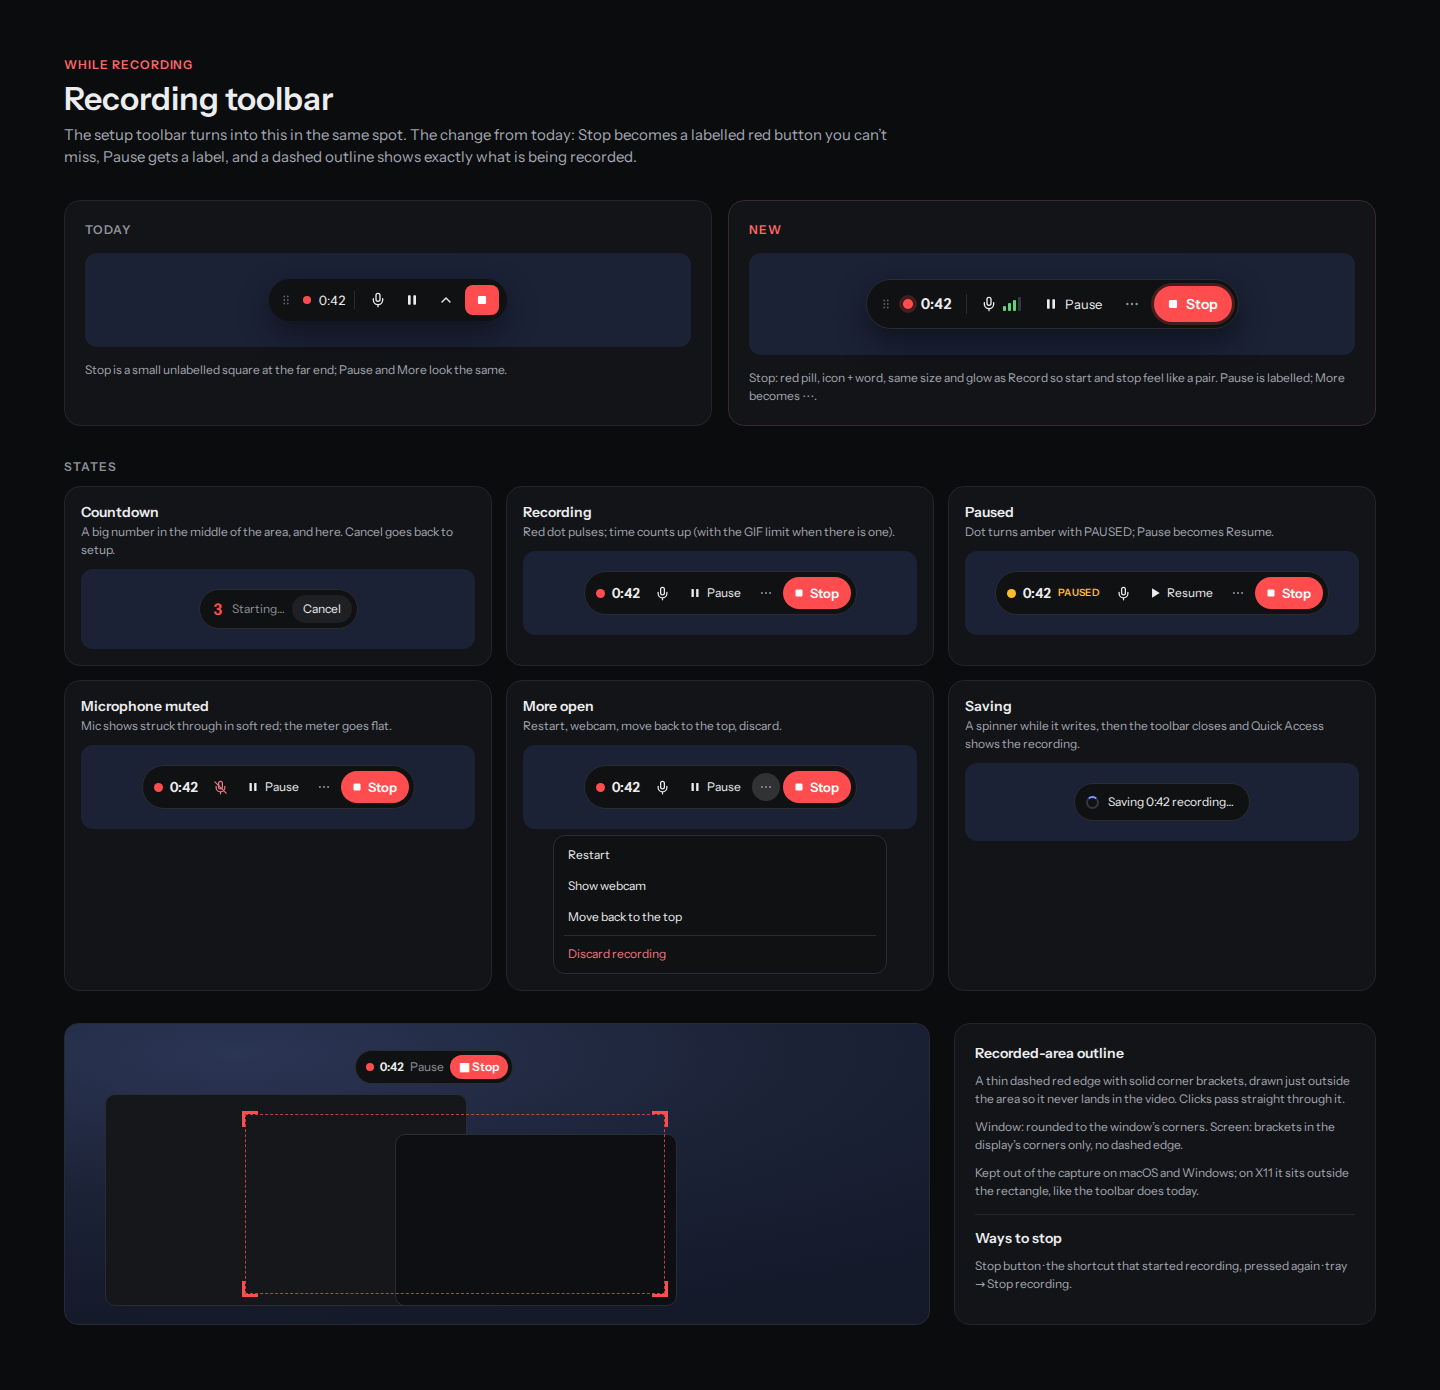 WHILE RECORDING
Recording toolbar
The setup toolbar turns into this in the same spot. The change from today: Stop becomes a labelled red button you can't
miss, Pause gets a label, and a dashed outline shows exactly what is being recorded.
TODAY
0:42
Stop is a small unlabelled square at the far end; Pause and More look the same.
NEW
0:42 Pause ··· Stop
Stop: red pill, icon + word, same size and glow as Record so start and stop feel like a pair. Pause is labelled; More
becomes ···.
STATES
Countdown
A big number in the middle of the area, and here. Cancel goes back to
setup.
3 Starting… Cancel
Recording
Red dot pulses; time counts up (with the GIF limit when there is one).
0:42 Pause ··· Stop
Paused
Dot turns amber with PAUSED; Pause becomes Resume.
0:42 PAUSED Resume ··· Stop
Microphone muted
Mic shows struck through in soft red; the meter goes flat.
0:42 Pause ··· Stop
More open
Restart, webcam, move back to the top, discard.
0:42 Pause ··· Stop
Restart
Show webcam
Move back to the top
Discard recording
Saving
A spinner while it writes, then the toolbar closes and Quick Access
shows the recording.
Saving 0:42 recording…
0:42 Pause Stop
Recorded-area outline
A thin dashed red edge with solid corner brackets, drawn just outside
the area so it never lands in the video. Clicks pass straight through it.
Window: rounded to the window's corners. Screen: brackets in the
display's corners only, no dashed edge.
Kept out of the capture on macOS and Windows; on X11 it sits outside
the rectangle, like the toolbar does today.
Ways to stop
Stop button · the shortcut that started recording, pressed again · tray
→ Stop recording.